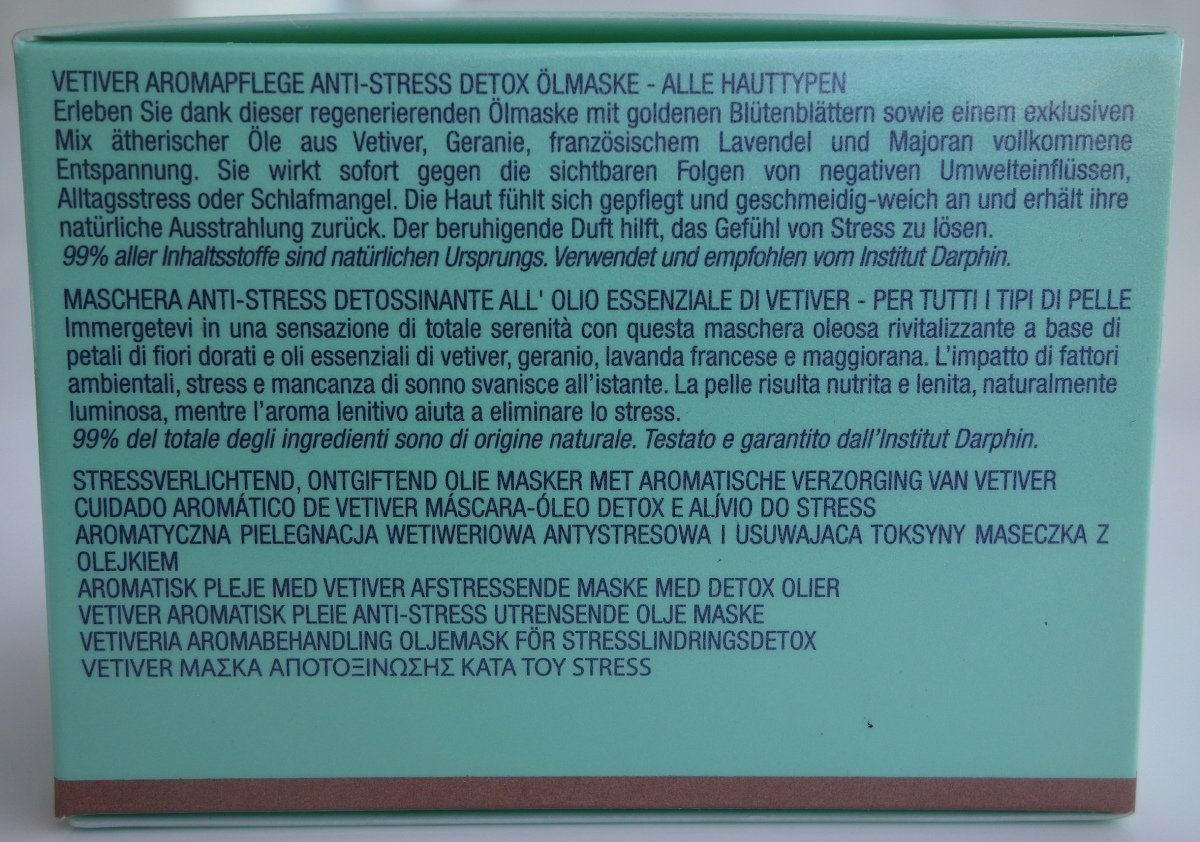 VETIVER AROMAPFLEGE ANTI-STRESS DETOX ÖLMASKE - ALLE HAUTTYPEN
Erleben Sie dank dieser regenerierenden Ölmaske mit goldenen Blütenblättern sowie einem exklusiven
Mix ätherischer Öle aus Vetiver, Geranie, französischem Lavendel und Majoran vollkommene
Entspannung. Sie wirkt sofort gegen die sichtbaren Folgen von negativen Umwelteinflüssen,
Alltagsstress oder Schlafmangel. Die Haut fühlt sich gepflegt und geschmeidig-weich an und erhält ihre
natürliche Ausstrahlung zurück. Der beruhigende Duft hilft, das Gefühl von Stress zu lösen.
99% aller Inhaltsstoffe sind natürlichen Ursprungs. Verwendet und empfohlen vom Institut Darphin.
MASCHERA ANTI-STRESS DETOSSINANTE ALL' OLIO ESSENZIALE DI VETIVER - PER TUTTI I TIPI DI PELLE
Immergetevi in una sensazione di totale serenità con questa maschera oleosa rivitalizzante a base di
petali di fiori dorati e oli essenziali di vetiver, geranio, lavanda francese e maggiorana. L'impatto di fattori
ambientali, stress e mancanza di sonno svanisce all'istante. La pelle risulta nutrita e lenita, naturalmente
luminosa, mentre l'aroma lenitivo aiuta a eliminare lo stress.
99% del totale degli ingredienti sono di origine naturale. Testato e garantito dall'Institut Darphin.
STRESSVERLICHTEND, ONTGIFTEND OLIE MASKER MET AROMATISCHE VERZORGING VAN VETIVER
CUIDADO AROMÁTICO DE VETIVER MÁSCARA-ÓLEO DETOX E ALÍVIO DO STRESS
AROMATYCZNA PIELEGNACJA WETIWERIOWA ANTYSTRESOWA I USUWAJACA TOKSYNY MASECZKA Z
OLEJKIEM
AROMATISK PLEJE MED VETIVER AFSTRESSENDE MASKE MED DETOX OLIER
VETIVER AROMATISK PLEIE ANTI-STRESS UTRENSENDE OLJE MASKE
VETIVERIA AROMABEHANDLING OLJEMASK FÖR STRESSLINDRINGSDETOX
VETIVER ΜΑΣΚΑ ΑΠΟΤΟΞΙΝΩΣΗΣ ΚΑΤΑ ΤΟΥ STRESS